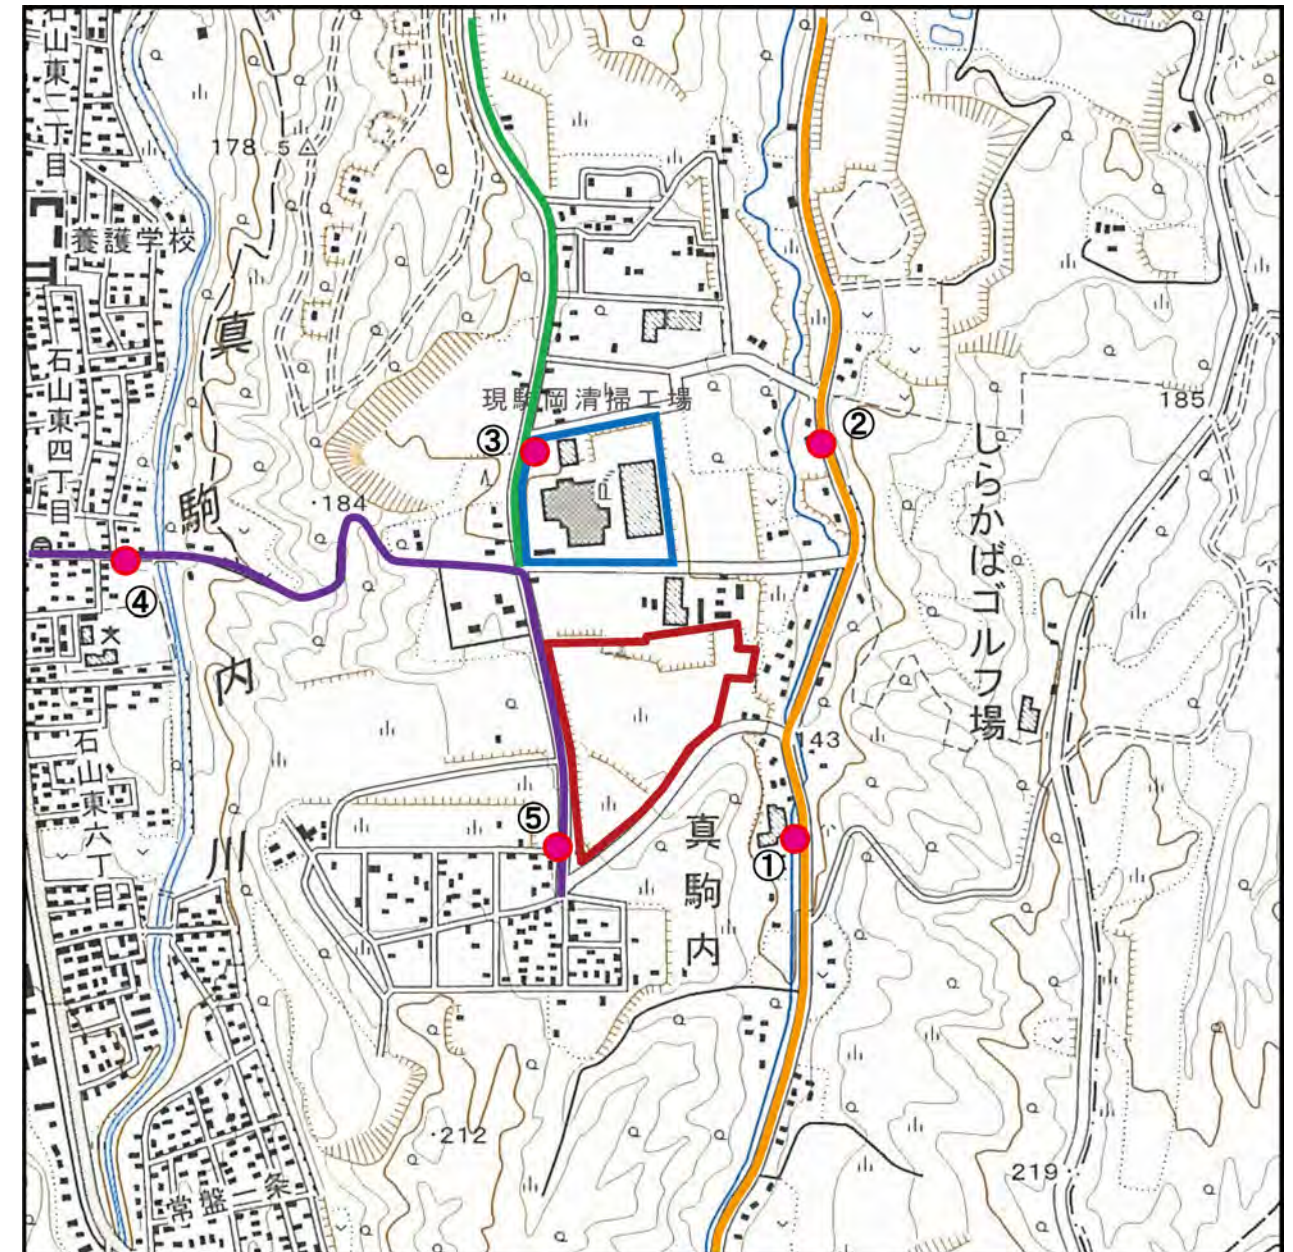 石山東二丁目
178.5
養護学校
真駒内川
石山東四丁目
現駒岡清掃工場
③
②
185
184
しらかばゴルフ場
④
石山東六丁目
143
⑤
真駒内
①
212
219
常盤一条